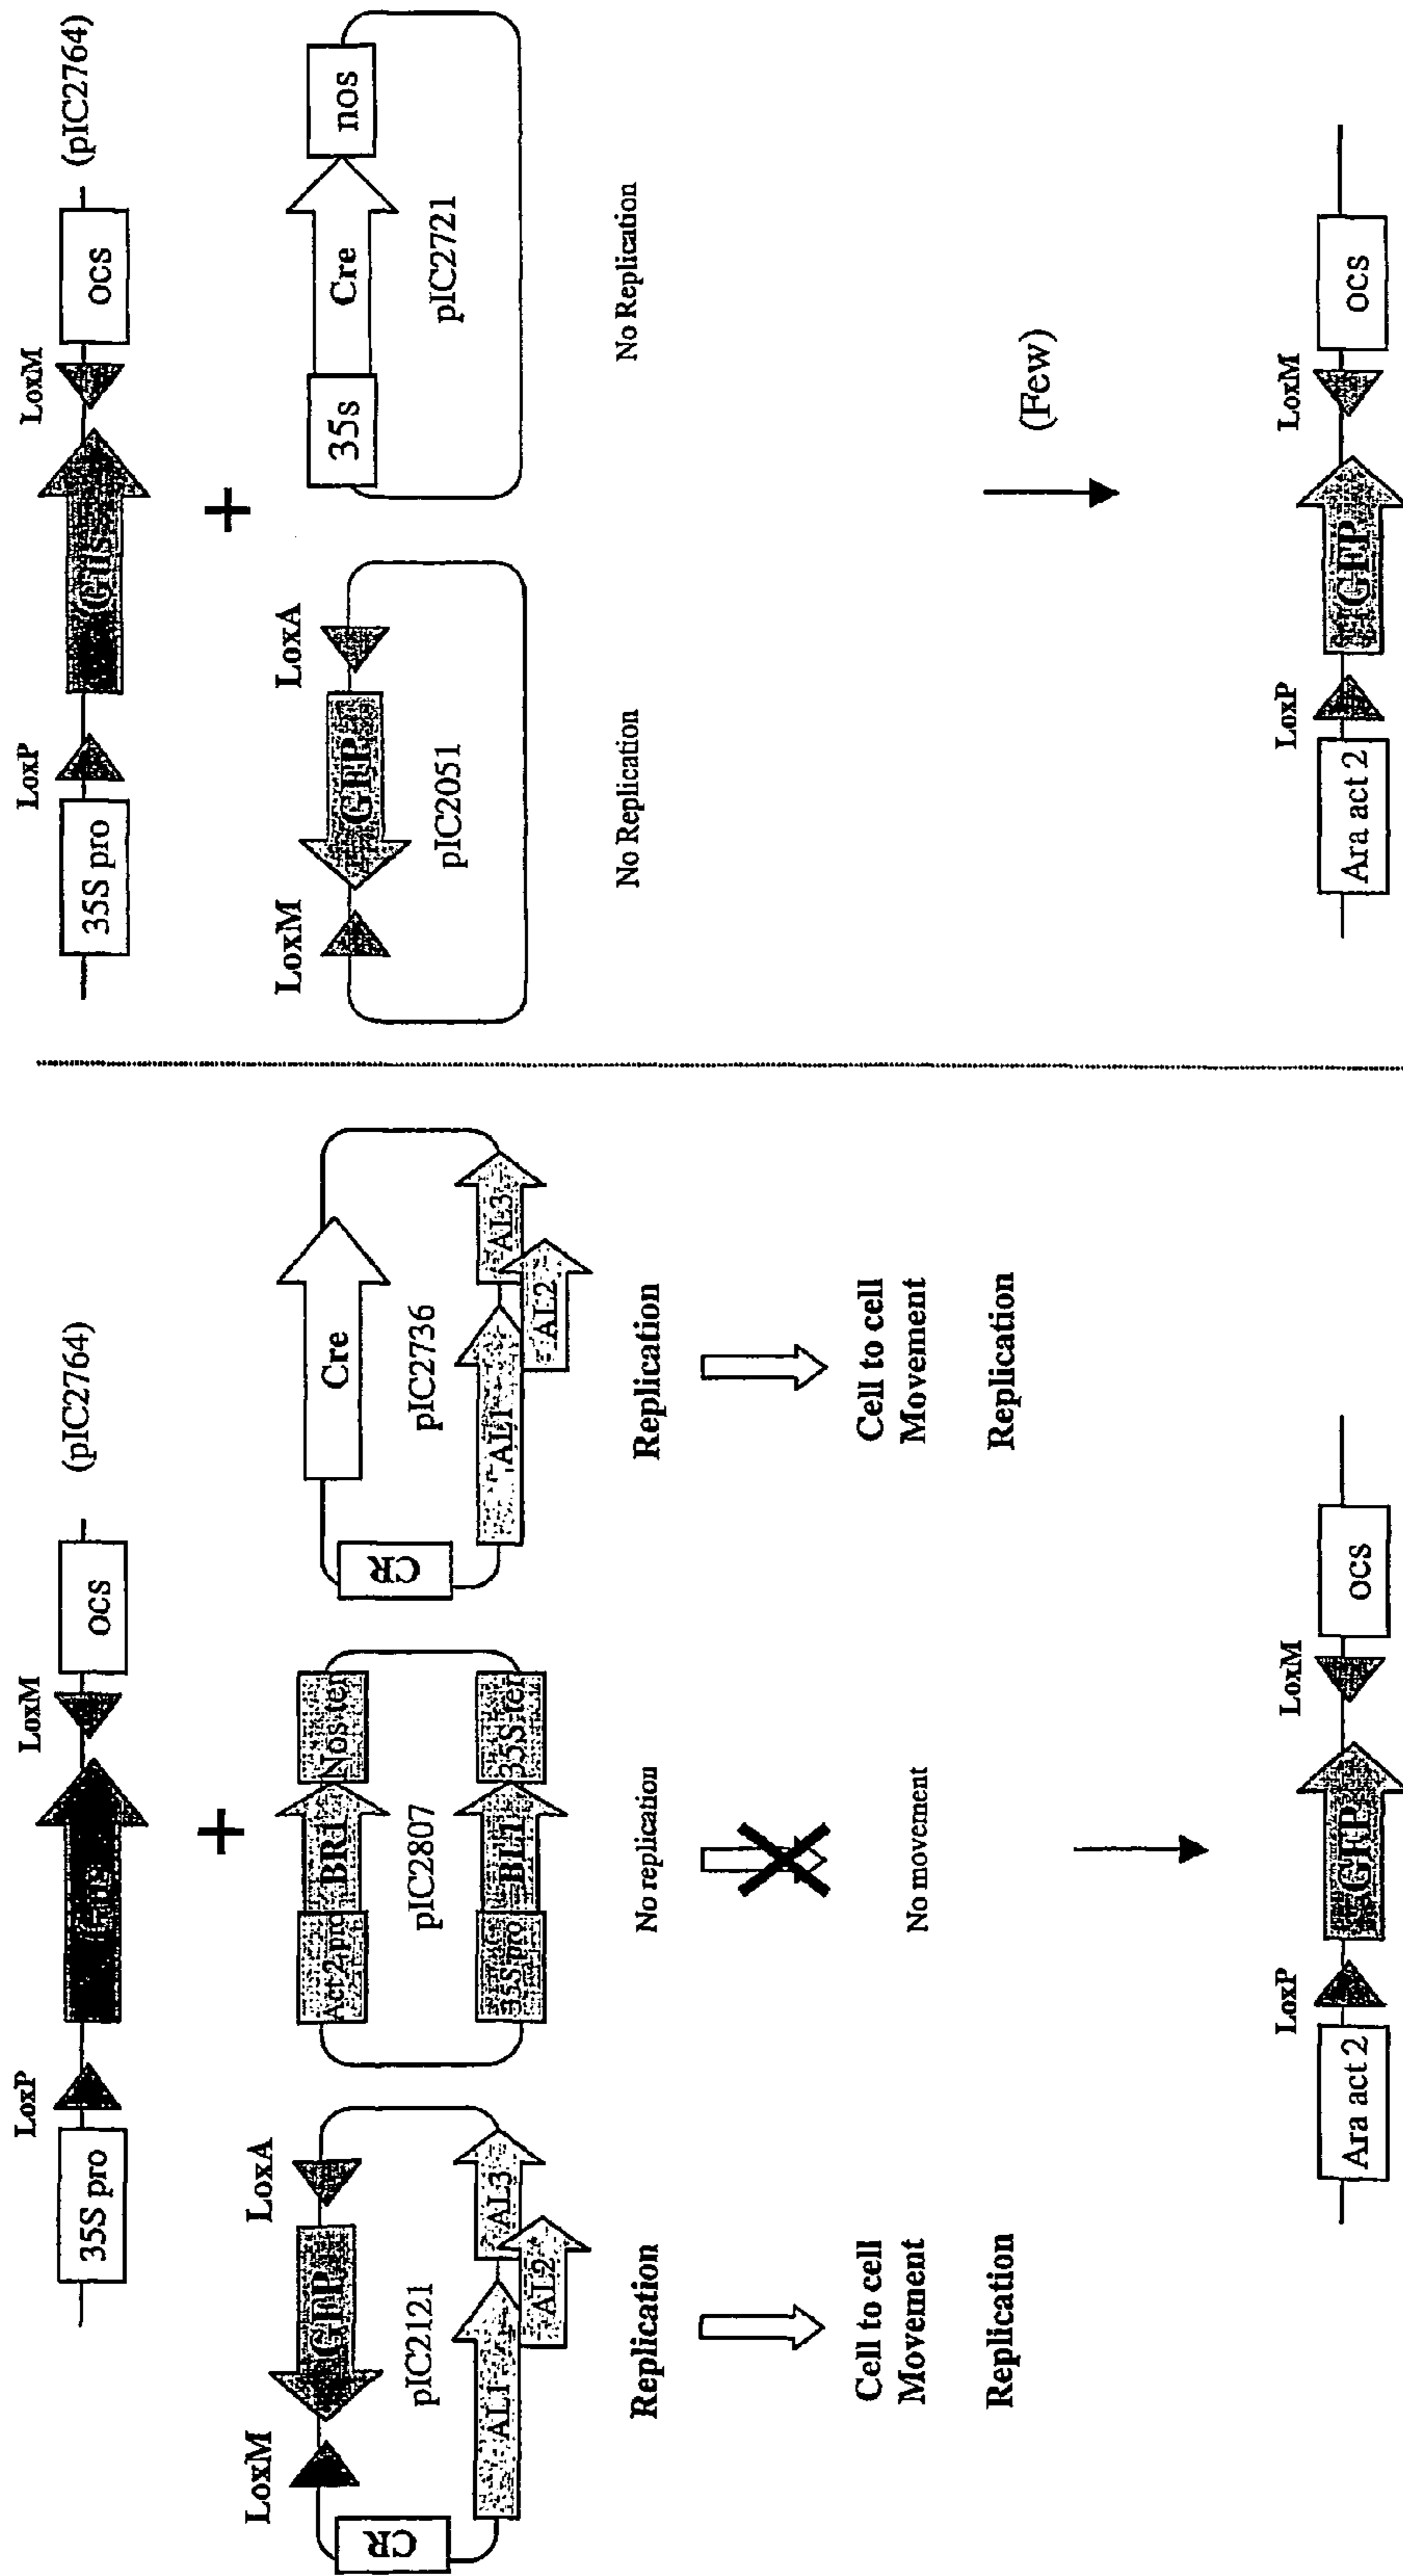 LoxP
LoxM
35S pro
Gus
ocs
(pIC2764)
+
LoxM
LoxA
GFP
CR
pIC2121
AL1
AL2
AL3
Act 2 pro
BR1
Nos ter
pIC2807
35S pro
BL1
35S ter
Cre
CR
pIC2736
AL1
AL2
AL3
Replication
No replication
Replication
Cell to cell
Movement
Replication
No movement
Cell to cell
Movement
Replication
LoxP
LoxM
Ara act 2
GFP
ocs
LoxP
LoxM
35S pro
Gus
ocs
(pIC2764)
+
LoxM
LoxA
GFP
pIC2051
35s
Cre
nos
pIC2721
No Replication
No Replication
(Few)
LoxP
LoxM
Ara act 2
GFP
ocs